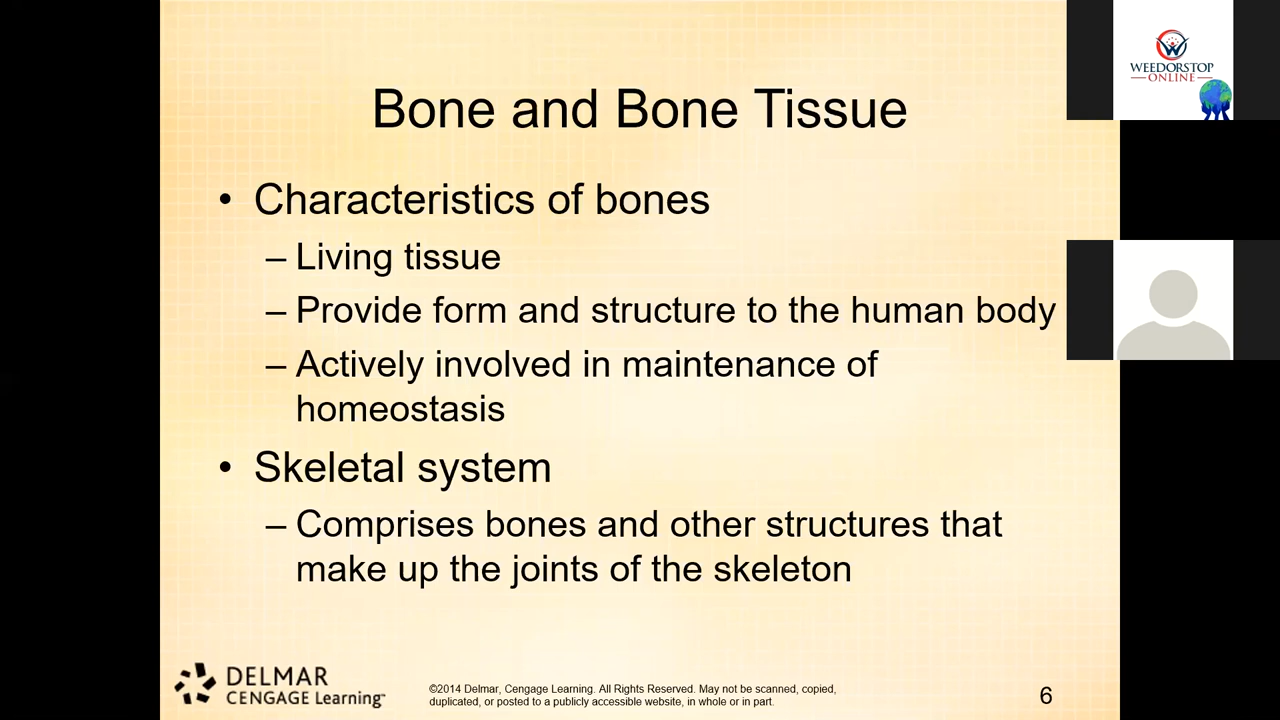 Bone and Bone Tissue
• Characteristics of bones
– Living tissue
– Provide form and structure to the human body
– Actively involved in maintenance of
homeostasis
• Skeletal system
– Comprises bones and other structures that
make up the joints of the skeleton
DELMAR
CENGAGE Learning
©2014 Delmar, Cengage Learning. All Rights Reserved. May not be scanned, copied,
duplicated, or posted to a publicly accessible website, in whole or in part.
6
WEEDORSTOP
ONLINE